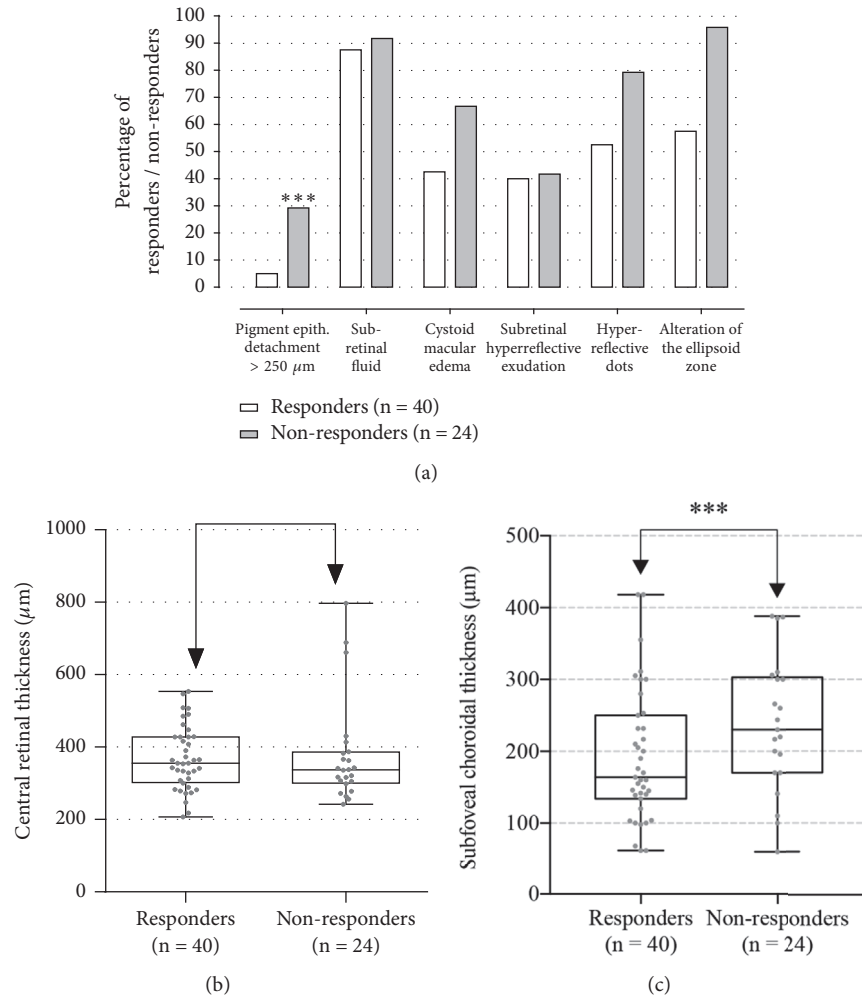 Percentage of
responders / non-responders
100
90
80
70
60
50
40
30
20
10
0
***
Pigment epith.
detachment
> 250 μm
Sub-
retinal
fluid
Cystoid
macular
edema
Subretinal
hyperreflective
exudation
Hyper-
reflective
dots
Alteration of
the ellipsoid
zone
Responders (n = 40)
Non-responders (n = 24)
(a)
Central retinal thickness (μm)
1000
800
600
400
200
0
Responders
(n = 40)
Non-responders
(n = 24)
(b)
Subfoveal choroidal thickness (μm)
500
400
300
200
100
0
***
Responders
(n = 40)
Non-responders
(n = 24)
(c)